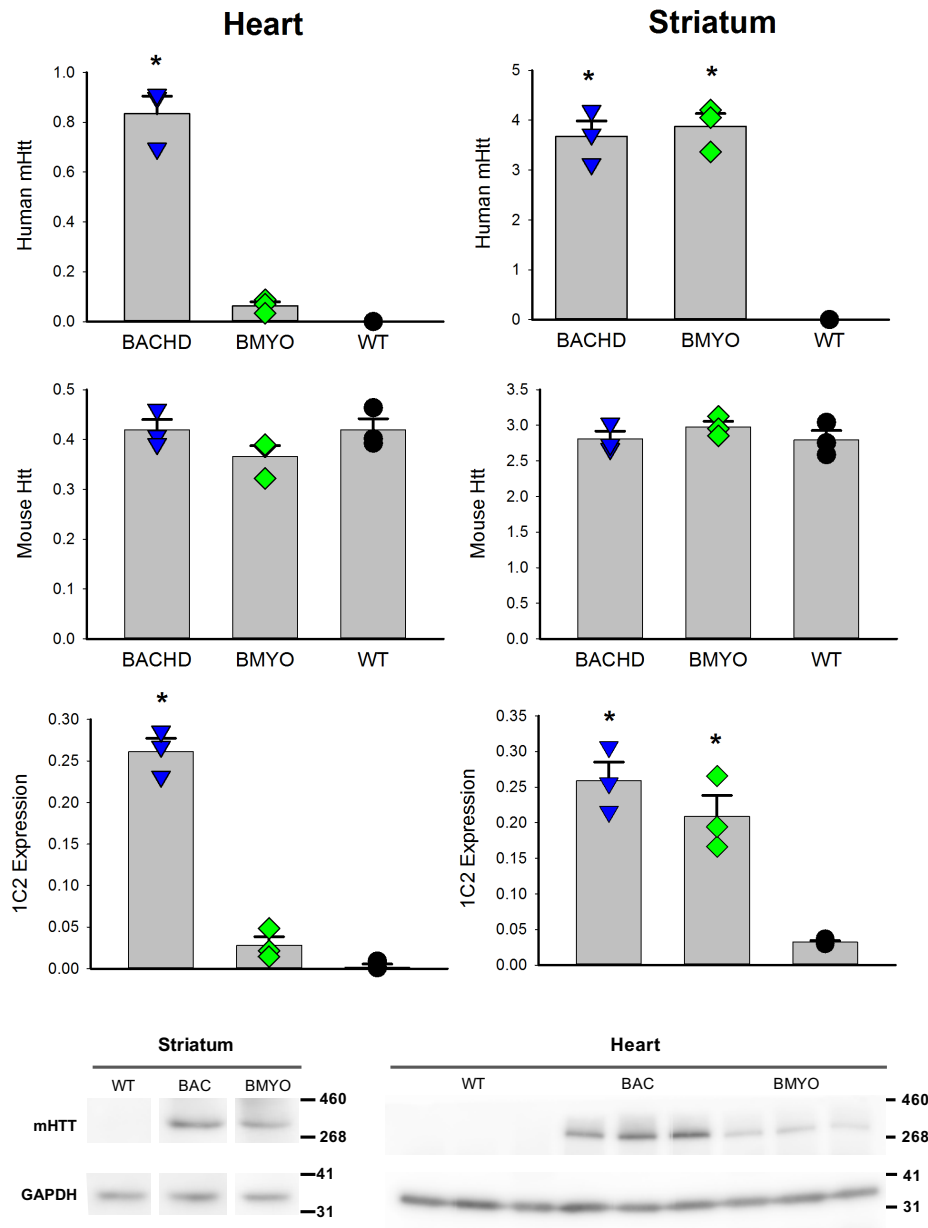 Heart
Striatum
*
Human mHtt
1.0
0.8
0.6
0.4
0.2
0.0
BACHD BMYO WT
* *
Human mHtt
5
4
3
2
1
0
BACHD BMYO WT
Mouse Htt
0.5
0.4
0.3
0.2
0.1
0.0
BACHD BMYO WT
Mouse Htt
3.5
3.0
2.5
2.0
1.5
1.0
0.5
0.0
BACHD BMYO WT
*
1C2 Expression
0.30
0.25
0.20
0.15
0.10
0.05
0.00
* *
1C2 Expression
0.35
0.30
0.25
0.20
0.15
0.10
0.05
0.00
Striatum
WT BAC BMYO
mHTT
460
268
GAPDH
41
31
Heart
WT BAC BMYO
460
268
41
31